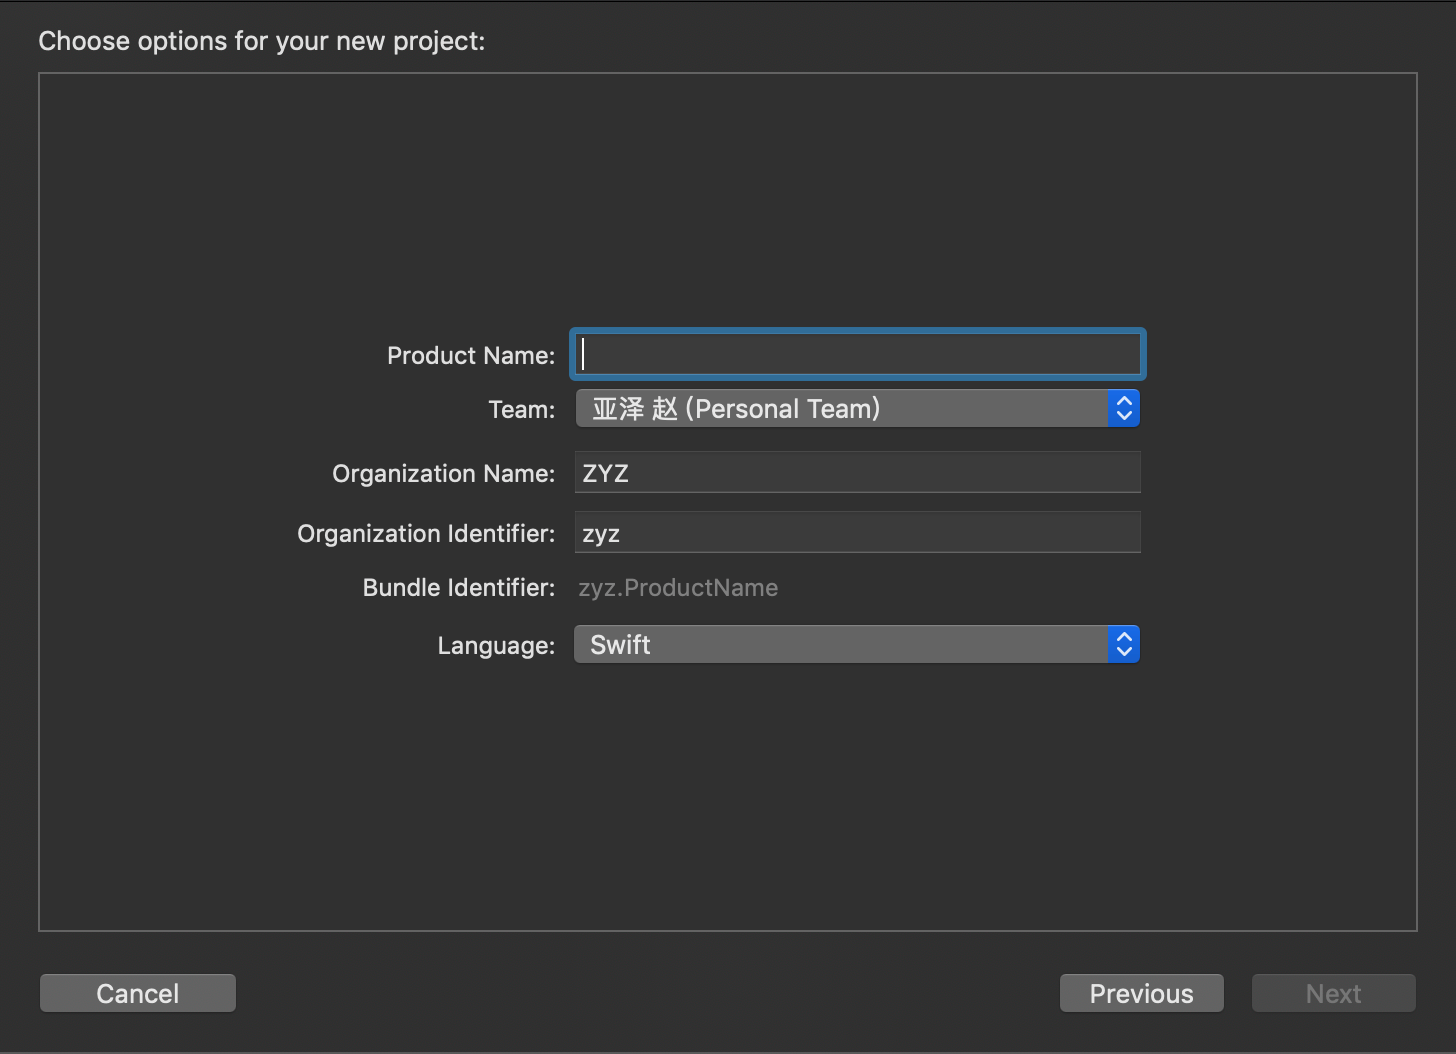 Choose options for your new project:
Product Name:
Team: 亚泽 赵 (Personal Team)
Organization Name: ZYZ
Organization Identifier: zyz
Bundle Identifier: zyz.ProductName
Language: Swift
Cancel Previous Next